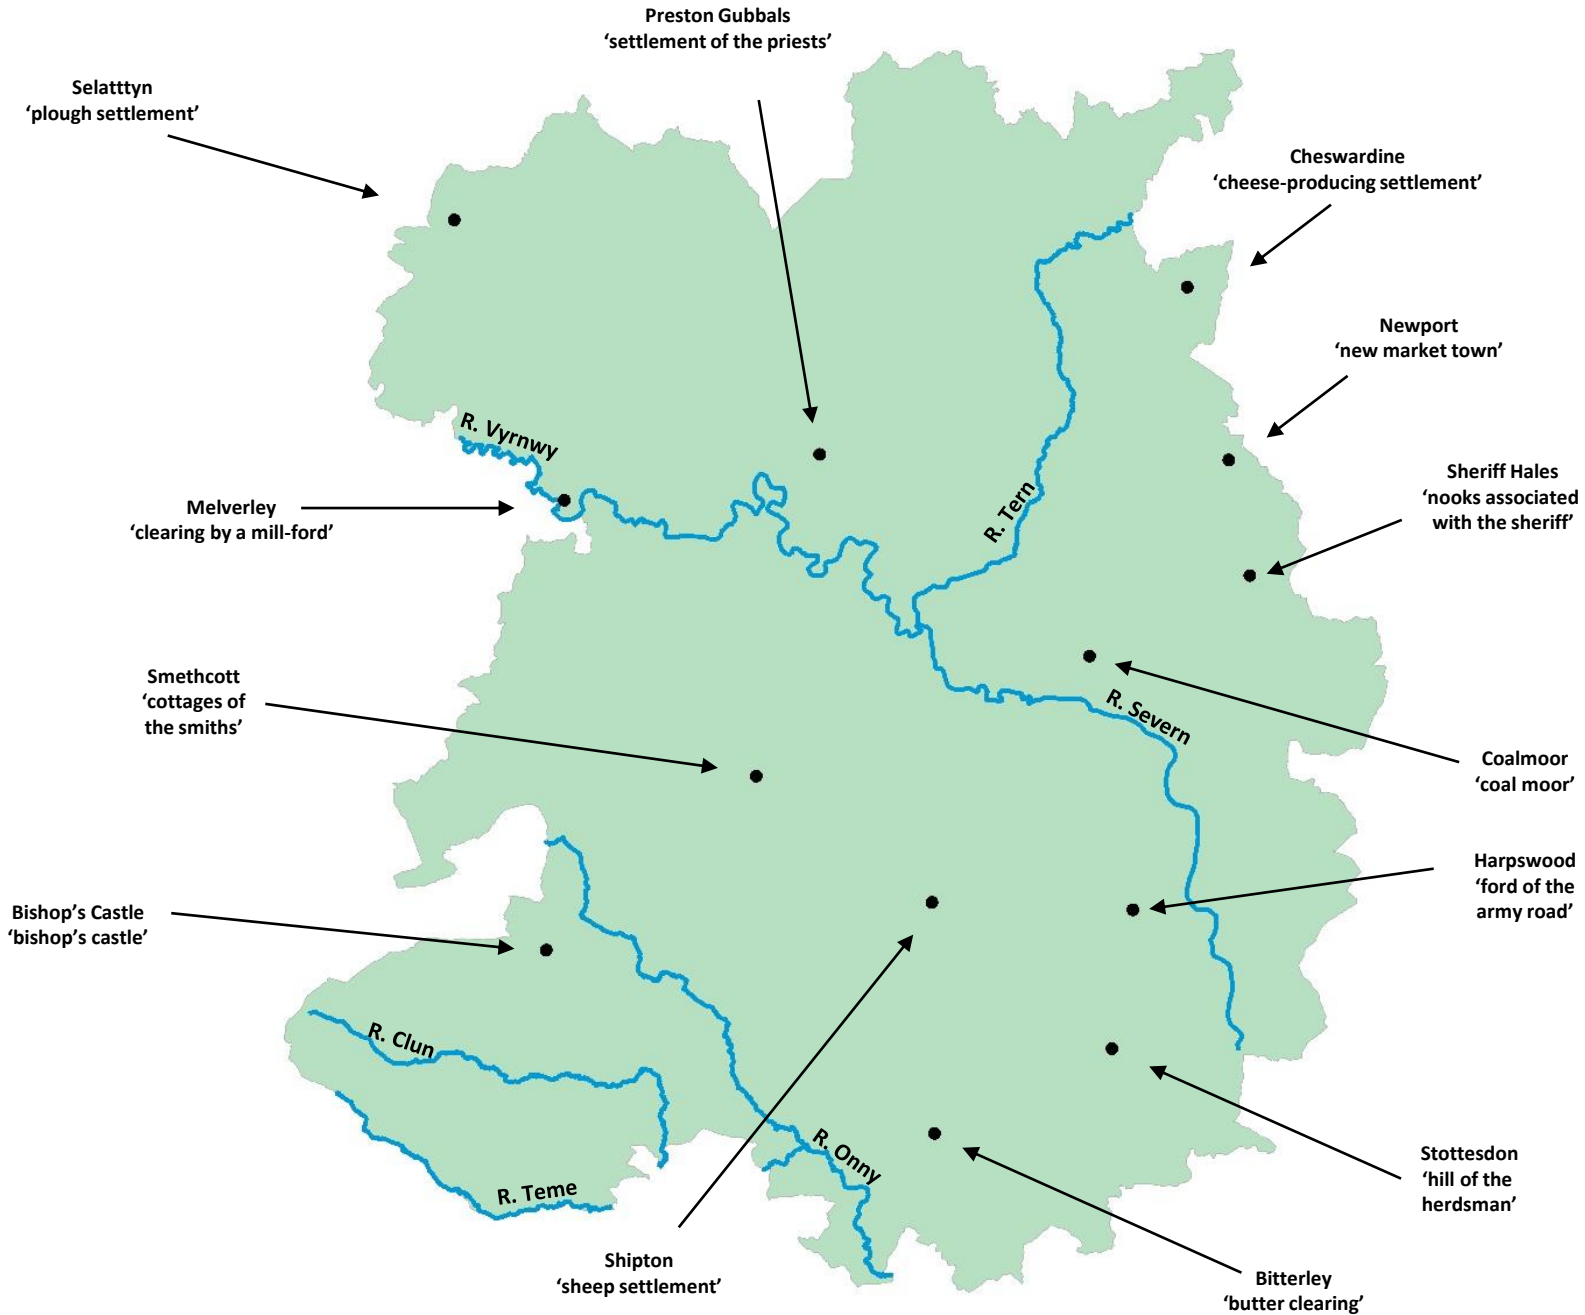 Preston Gubbals
‘settlement of the priests’
Selatttyn
‘plough settlement’
Cheswardine
‘cheese-producing settlement’
Newport
‘new market town’
R. Vyrnwy
Sheriff Hales
‘nooks associated
with the sheriff’
R. Tern
Melverley
‘clearing by a mill-ford’
Smethcott
‘cottages of
the smiths’
R. Severn
Coalmoor
‘coal moor’
Harpswood
‘ford of the
army road’
Bishop’s Castle
‘bishop’s castle’
R. Clun
R. Onny
Stottesdon
‘hill of the
herdsman’
R. Teme
Shipton
‘sheep settlement’
Bitterley
‘butter clearing’